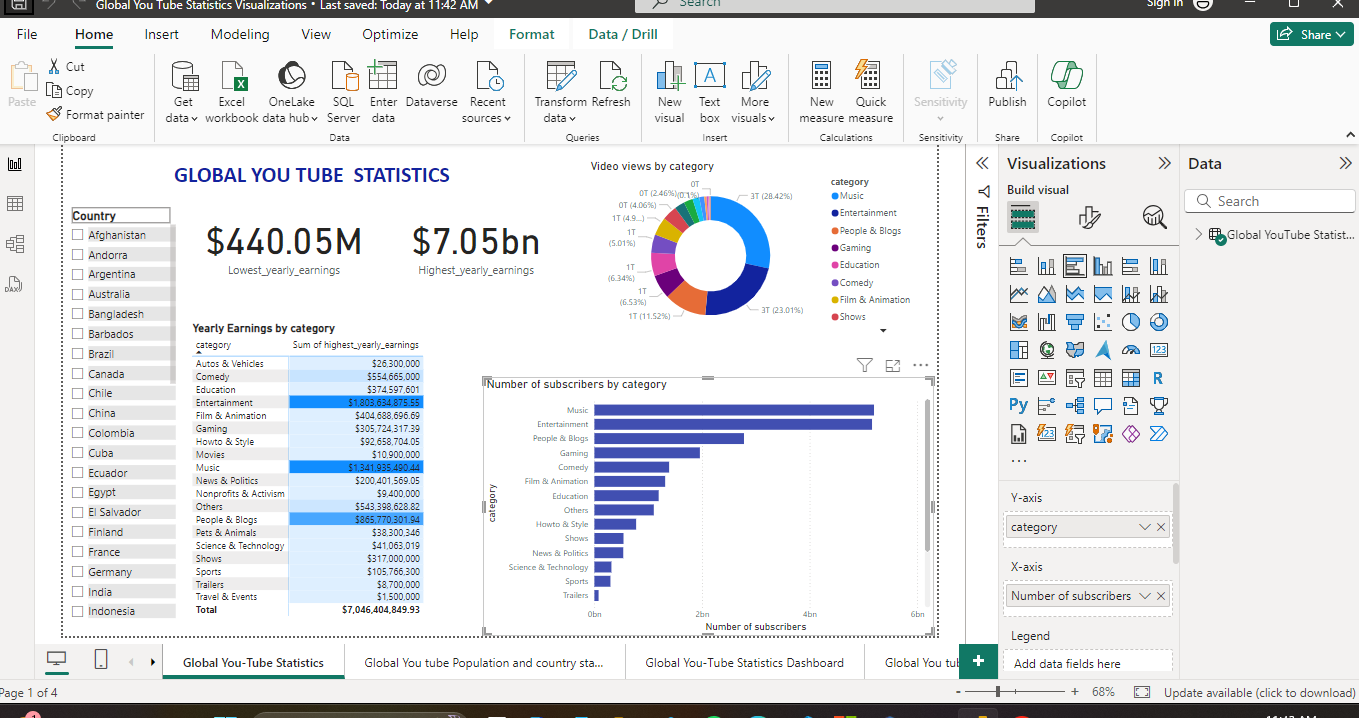 Global You Tube Statistics Visualizations • Last saved: Today at 11:42 AM
Search
Sign in
File Home Insert Modeling View Optimize Help Format Data / Drill
Share
Paste
Cut
Copy
Format painter
Clipboard
Get data
Excel workbook
OneLake data hub
SQL Server
Enter data
Dataverse
Recent sources
Data
Transform data
Refresh
Queries
New visual
Text box
More visuals
Insert
New measure
Quick measure
Calculations
Sensitivity
Sensitivity
Publish
Share
Copilot
Copilot
GLOBAL YOU TUBE STATISTICS
Country
Afghanistan
Andorra
Argentina
Australia
Bangladesh
Barbados
Brazil
Canada
Chile
China
Colombia
Cuba
Ecuador
Egypt
El Salvador
Finland
France
Germany
India
Indonesia
$440.05M
Lowest_yearly_earnings
$7.05bn
Highest_yearly_earnings
Video views by category
0T
0T (2.46%)
(0.1%)
0T (4.06%)
1T (4.9...)
1T
(5.01%)
1T
(6.34%)
1T
(6.53%)
1T (11.52%)
3T (28.42%)
3T (23.01%)
category
Music
Entertainment
People & Blogs
Gaming
Education
Comedy
Film & Animation
Shows
Yearly Earnings by category
category Sum of highest_yearly_earnings
Autos & Vehicles $26,300,000
Comedy $554,665,000
Education $374,597,601
Entertainment $1,803,634,875.55
Film & Animation $404,688,696.69
Gaming $305,724,317.39
Howto & Style $92,658,704.05
Movies $10,900,000
Music $1,341,935,490.44
News & Politics $200,401,569.05
Nonprofits & Activism $9,400,000
Others $543,398,628.82
People & Blogs $865,770,301.94
Pets & Animals $38,300,346
Science & Technology $41,063,019
Shows $317,000,000
Sports $105,766,300
Trailers $8,700,000
Travel & Events $1,500,000
Total $7,046,404,849.93
Number of subscribers by category
category
Music
Entertainment
People & Blogs
Gaming
Comedy
Film & Animation
Education
Others
Howto & Style
Shows
News & Politics
Science & Technology
Sports
Trailers
0bn 2bn 4bn 6bn
Number of subscribers
Filters
Visualizations
Build visual
R
Py
123
Y-axis
category
X-axis
Number of subscribers
Legend
Add data fields here
Data
Search
Global YouTube Statist...
Global You-Tube Statistics
Global You tube Population and country sta...
Global You-Tube Statistics Dashboard
Global You tu
Page 1 of 4
68%
Update available (click to download)